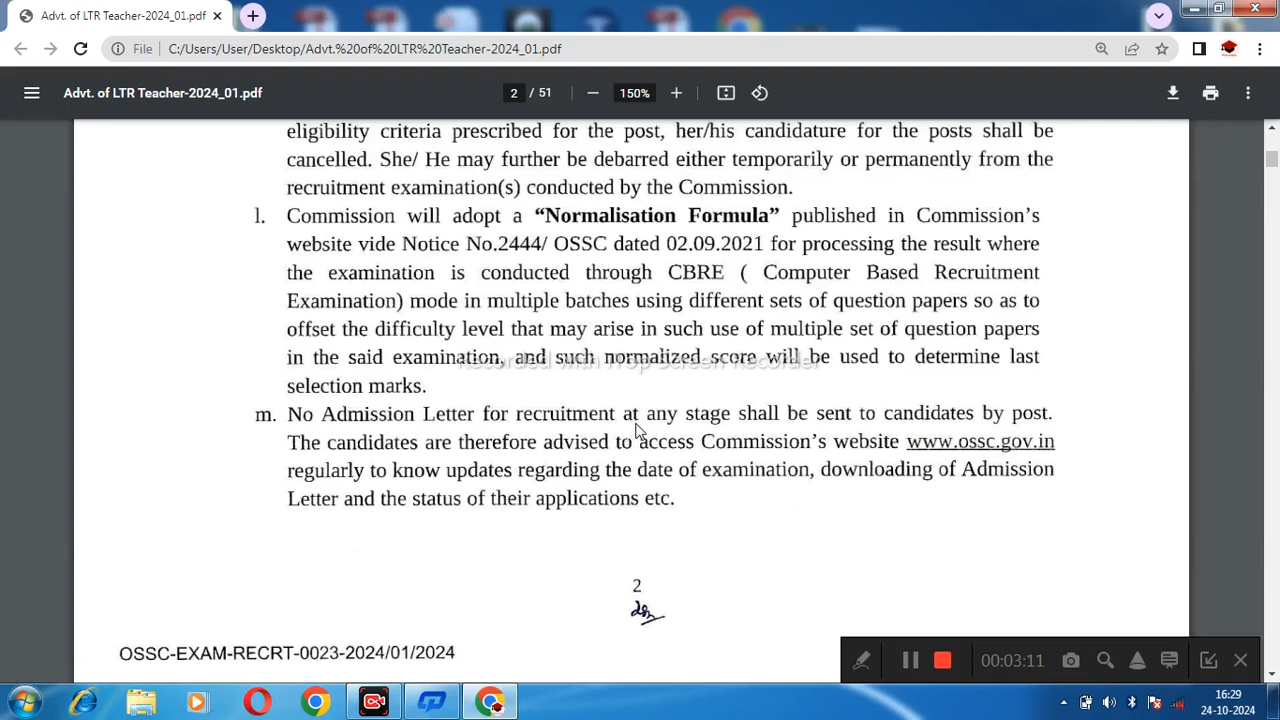 Advt. of LTR Teacher-2024_01.pdf
File C:/Users/User/Desktop/Advt.%20of%20LTR%20Teacher-2024_01.pdf
Advt. of LTR Teacher-2024_01.pdf 2 / 51 150%
eligibility criteria prescribed for the post, her/his candidature for the posts shall be
cancelled. She/ He may further be debarred either temporarily or permanently from the
recruitment examination(s) conducted by the Commission.
l. Commission will adopt a “Normalisation Formula” published in Commission’s
website vide Notice No.2444/ OSSC dated 02.09.2021 for processing the result where
the examination is conducted through CBRE ( Computer Based Recruitment
Examination) mode in multiple batches using different sets of question papers so as to
offset the difficulty level that may arise in such use of multiple set of question papers
in the said examination, and such normalized score will be used to determine last
Recorded with iTop Screen Recorder
selection marks.
m. No Admission Letter for recruitment at any stage shall be sent to candidates by post.
The candidates are therefore advised to access Commission’s website www.ossc.gov.in
regularly to know updates regarding the date of examination, downloading of Admission
Letter and the status of their applications etc.
2
OSSC-EXAM-RECRT-0023-2024/01/2024
00:03:11
16:29
24-10-2024